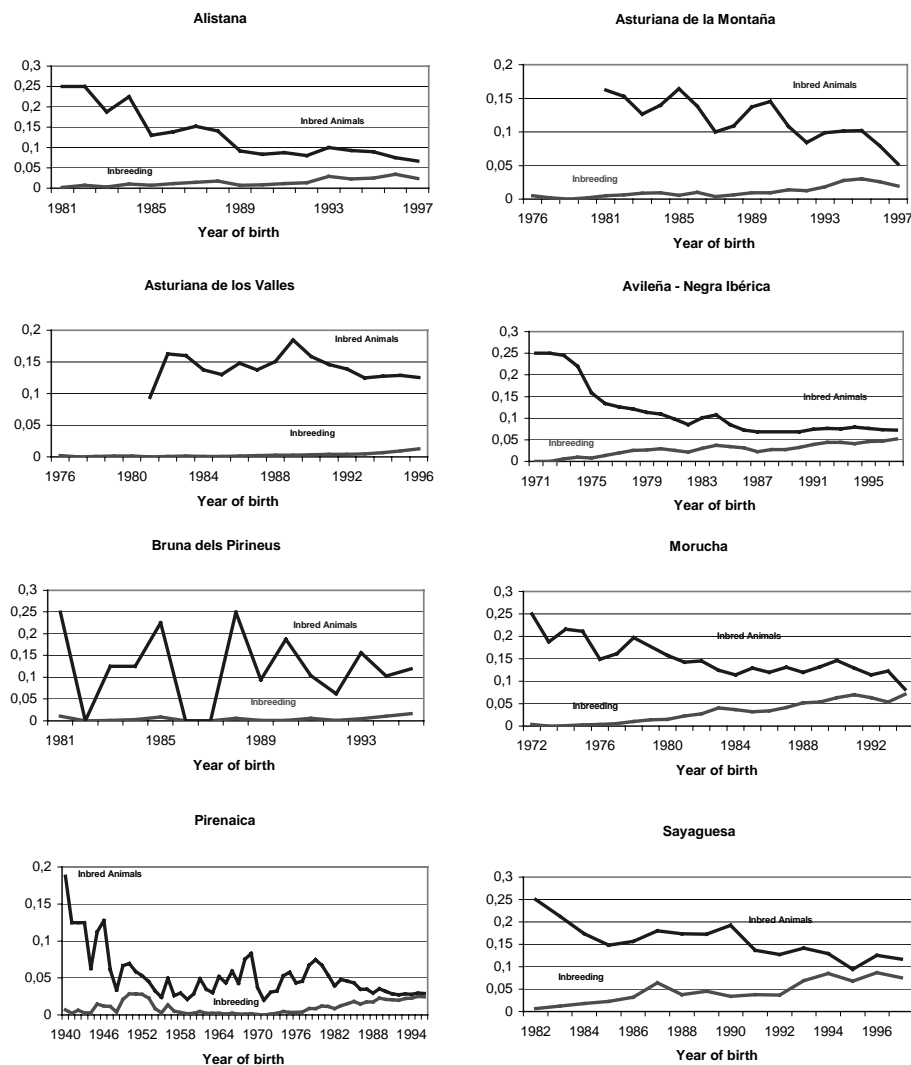 Alistana
0,3
0,25
0,2
0,15
0,1
0,05
0
Inbred Animals
Inbreeding
1981 1985 1989 1993 1997
Year of birth
Asturiana de la Montaña
0,2
0,15
0,1
0,05
0
Inbred Animals
Inbreeding
1976 1981 1985 1989 1993 1997
Year of birth
Asturiana de los Valles
0,2
0,15
0,1
0,05
0
Inbred Animals
Inbreeding
1976 1980 1984 1988 1992 1996
Year of birth
Avileña - Negra Ibérica
0,3
0,25
0,2
0,15
0,1
0,05
0
Inbred Animals
Inbreeding
1971 1975 1979 1983 1987 1991 1995
Year of birth
Bruna dels Pirineus
0,3
0,25
0,2
0,15
0,1
0,05
0
Inbred Animals
Inbreeding
1981 1985 1989 1993
Year of birth
Morucha
0,3
0,25
0,2
0,15
0,1
0,05
0
Inbred Animals
Inbreeding
1972 1976 1980 1984 1988 1992
Year of birth
Pirenaica
0,2
0,15
0,1
0,05
0
Inbred Animals
Inbreeding
1940 1946 1952 1958 1964 1970 1976 1982 1988 1994
Year of birth
Sayaguesa
0,3
0,25
0,2
0,15
0,1
0,05
0
Inbred Animals
Inbreeding
1982 1984 1986 1988 1990 1992 1994 1996
Year of birth